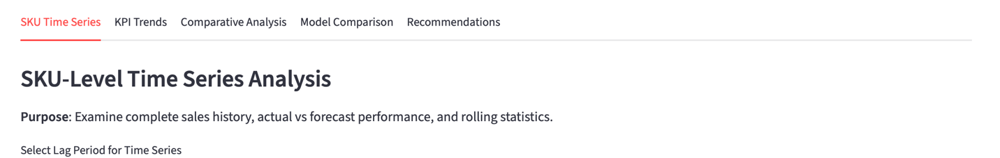 SKU Time Series KPI Trends Comparative Analysis Model Comparison Recommendations
SKU-Level Time Series Analysis
Purpose: Examine complete sales history, actual vs forecast performance, and rolling statistics.
Select Lag Period for Time Series